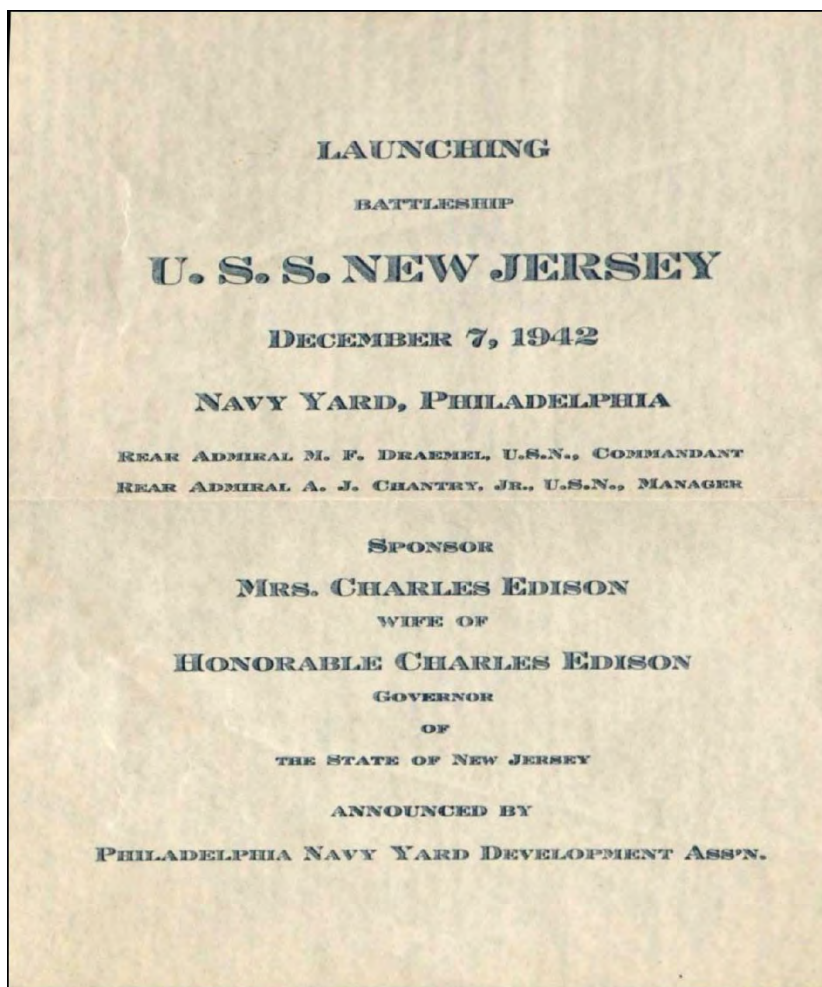 LAUNCHING
BATTLESHIP
U. S. S. NEW JERSEY
DECEMBER 7, 1942
NAVY YARD, PHILADELPHIA
REAR ADMIRAL M. F. DRAEMEL, U.S.N., COMMANDANT
REAR ADMIRAL A. J. CHANTRY, JR., U.S.N., MANAGER
SPONSOR
MRS. CHARLES EDISON
WIFE OF
HONORABLE CHARLES EDISON
GOVERNOR
OF
THE STATE OF NEW JERSEY
ANNOUNCED BY
PHILADELPHIA NAVY YARD DEVELOPMENT ASS'N.